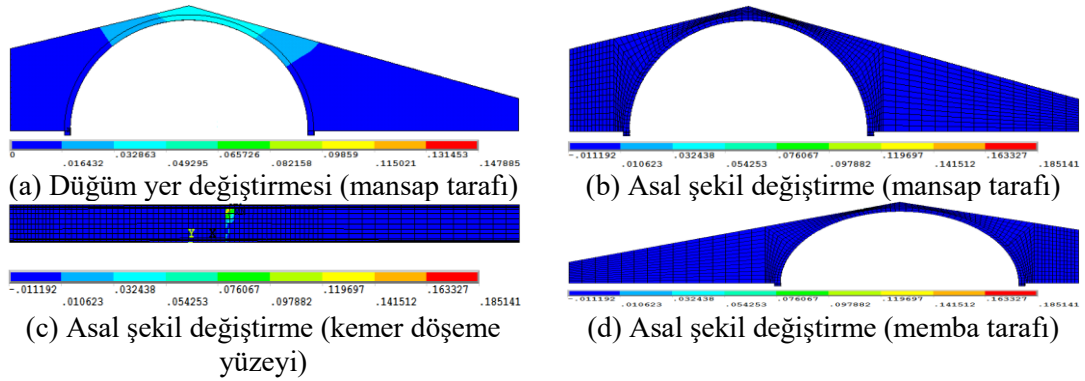 0 .016432 .032863 .049295 .065726 .082158 .09859 .115021 .131453 .147885
(a) Düğüm yer değiştirmesi (mansap tarafı)
-.011192 .010623 .032438 .054253 .076067 .097882 .119697 .141512 .163327 .185141
(b) Asal şekil değiştirme (mansap tarafı)
Y X
-.011192 .010623 .032438 .054253 .076067 .097882 .119697 .141512 .163327 .185141
(c) Asal şekil değiştirme (kemer döşeme
yüzeyi)
-.011192 .010623 .032438 .054253 .076067 .097882 .119697 .141512 .163327 .185141
(d) Asal şekil değiştirme (memba tarafı)